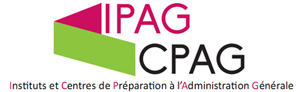 IPAG
CPAG
Instituts et Centres de Préparation à l'Administration Générale